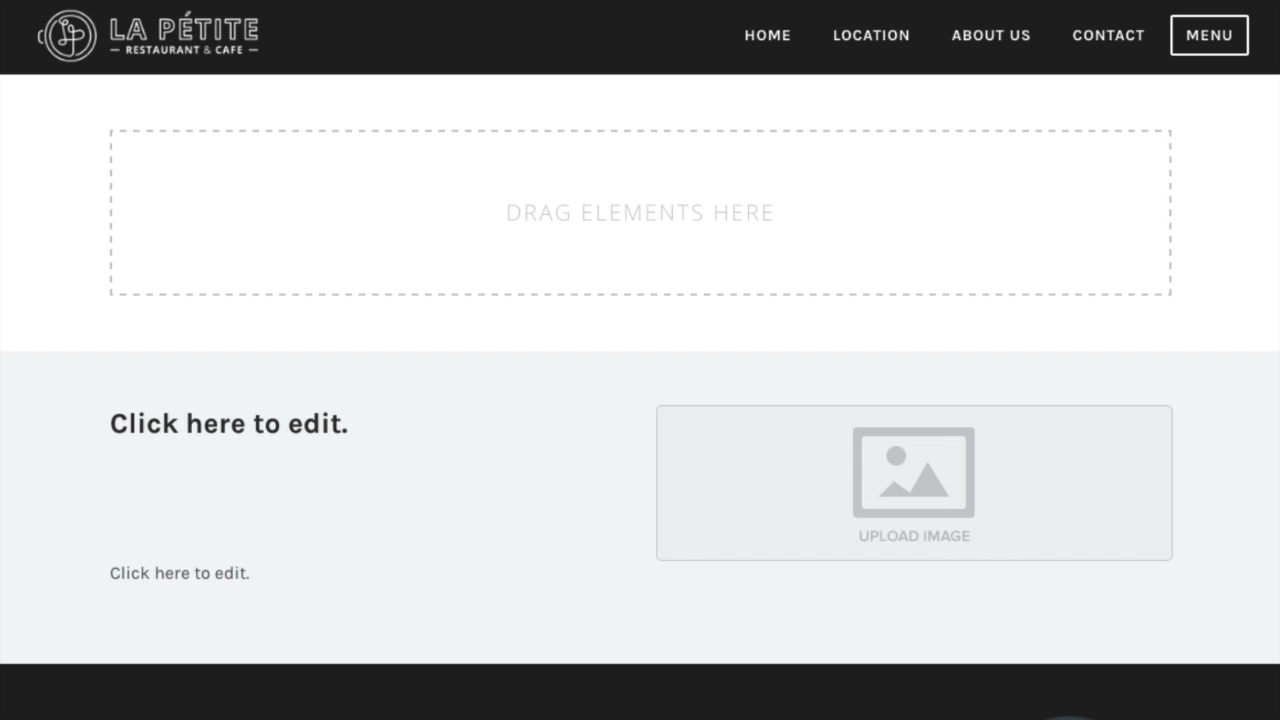 LA PÉTITE
RESTAURANT & CAFE
HOME LOCATION ABOUT US CONTACT MENU
DRAG ELEMENTS HERE
Click here to edit.
UPLOAD IMAGE
Click here to edit.